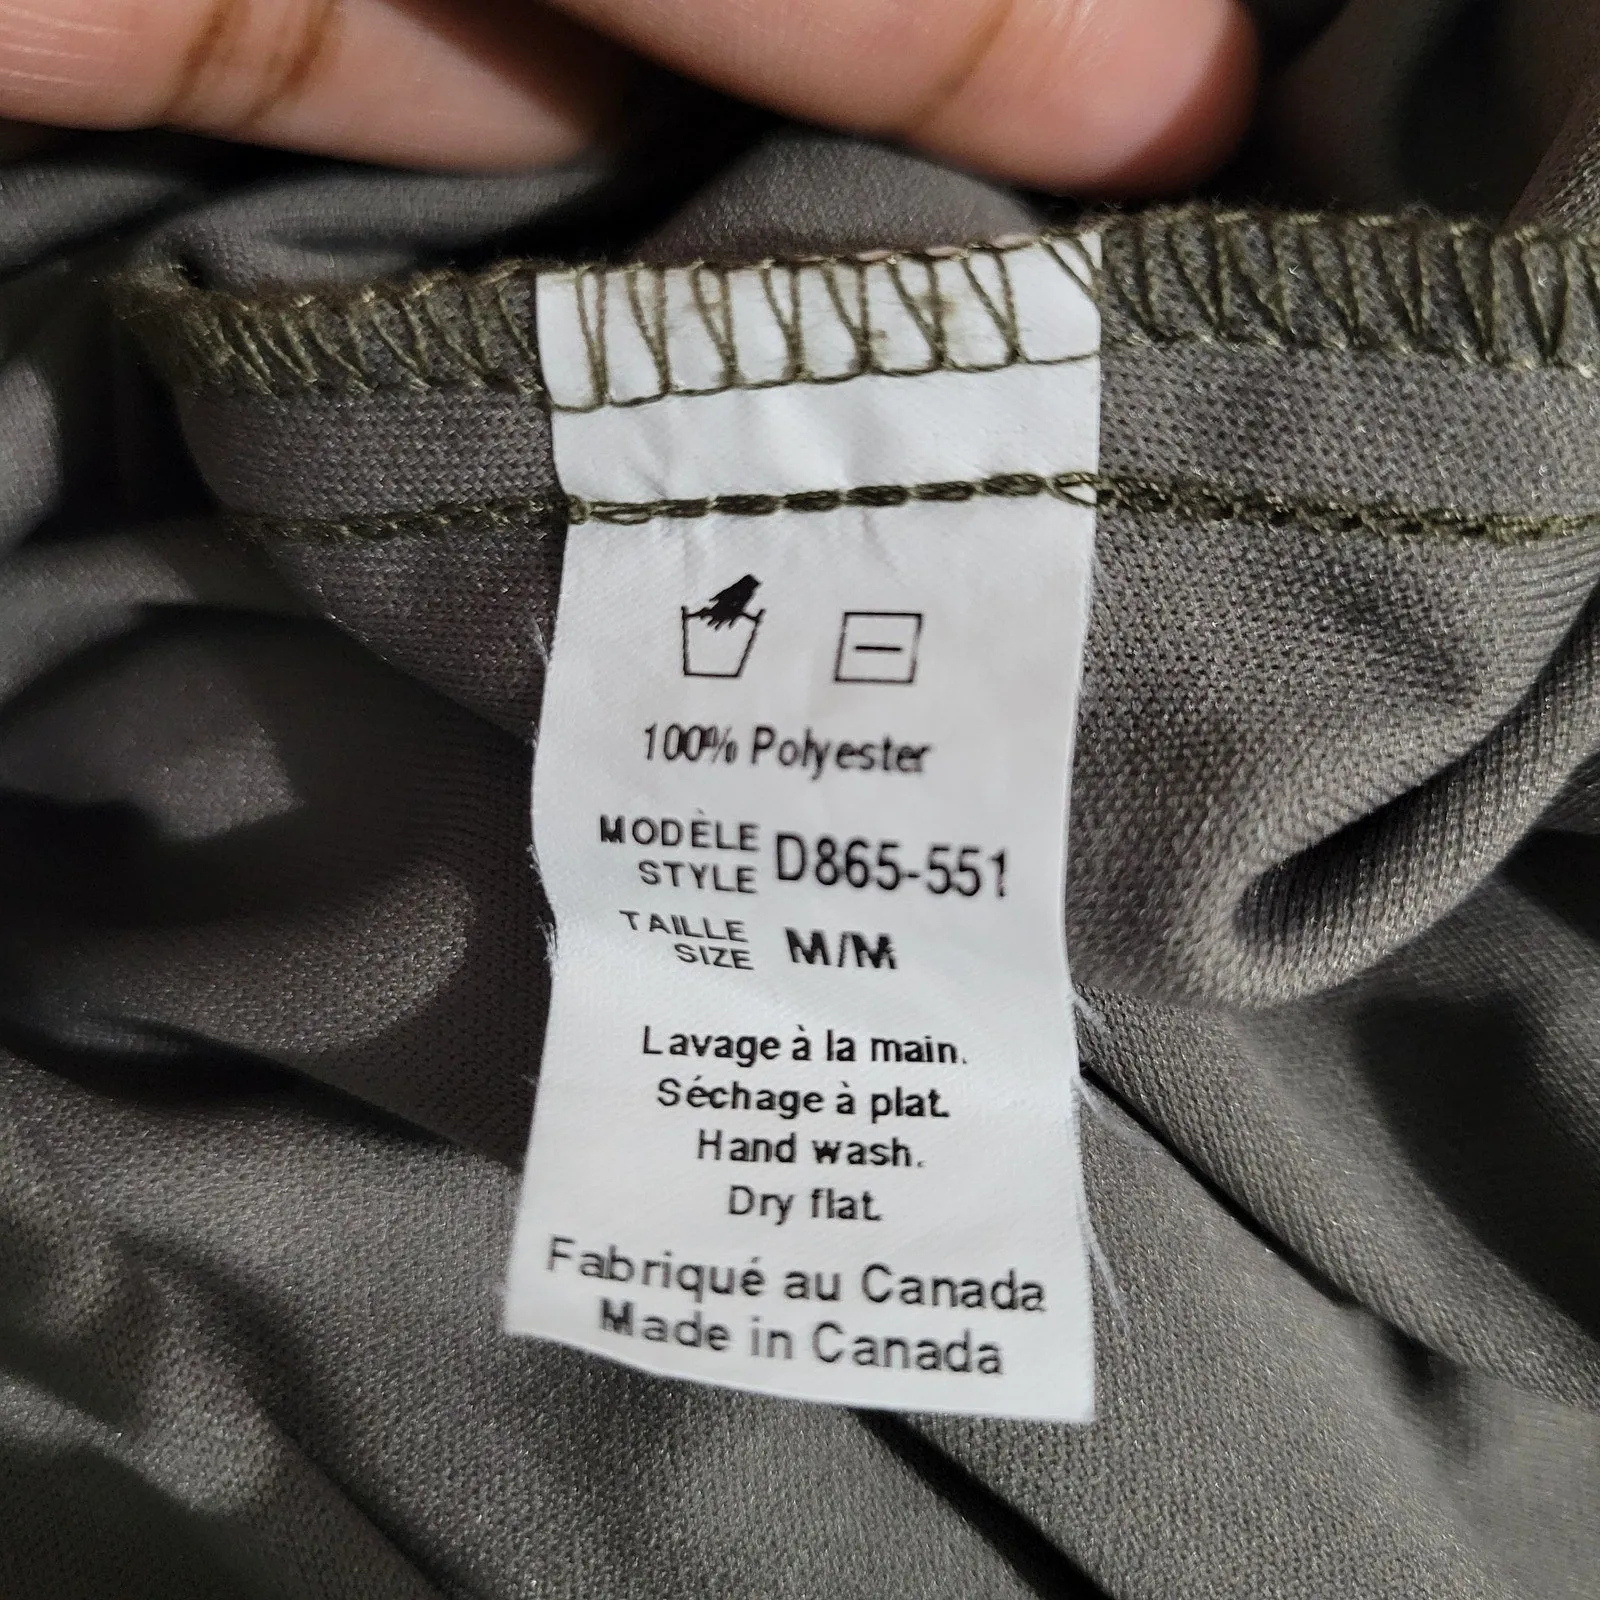 100% Polyester
MODÈLE
STYLE D865-551
TAILLE
SIZE M/M
Lavage à la main.
Séchage à plat.
Hand wash.
Dry flat.
Fabriqué au Canada
Made in Canada